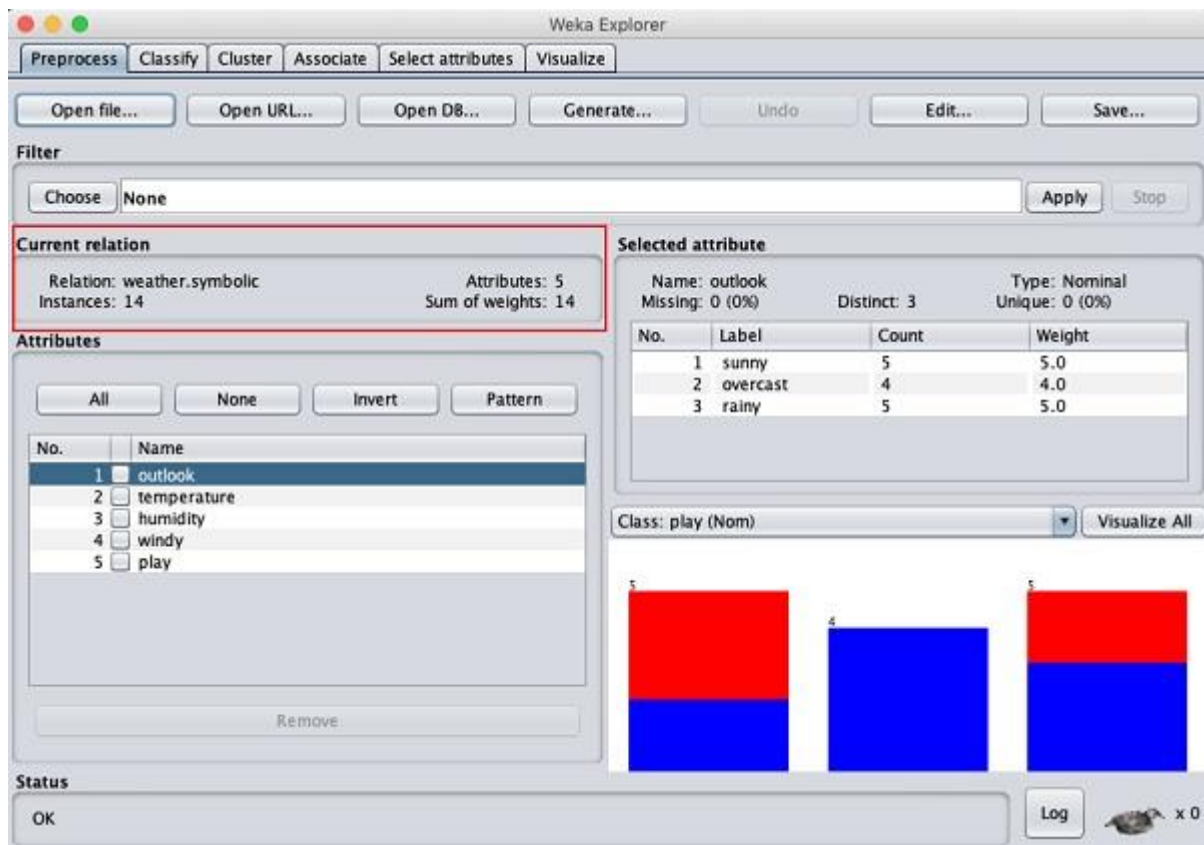 Weka Explorer
Preprocess Classify Cluster Associate Select attributes Visualize
Open file... Open URL... Open DB... Generate... Undo Edit... Save...
Filter
Choose None Apply Stop
Current relation
Relation: weather.symbolic Attributes: 5
Instances: 14 Sum of weights: 14
Attributes
All None Invert Pattern
No. Name
1 outlook
2 temperature
3 humidity
4 windy
5 play
Remove
Selected attribute
Name: outlook Type: Nominal
Missing: 0 (0%) Distinct: 3 Unique: 0 (0%)
No. Label Count Weight
1 sunny 5 5.0
2 overcast 4 4.0
3 rainy 5 5.0
Class: play (Nom) Visualize All
5 4 5
Status
OK Log x 0